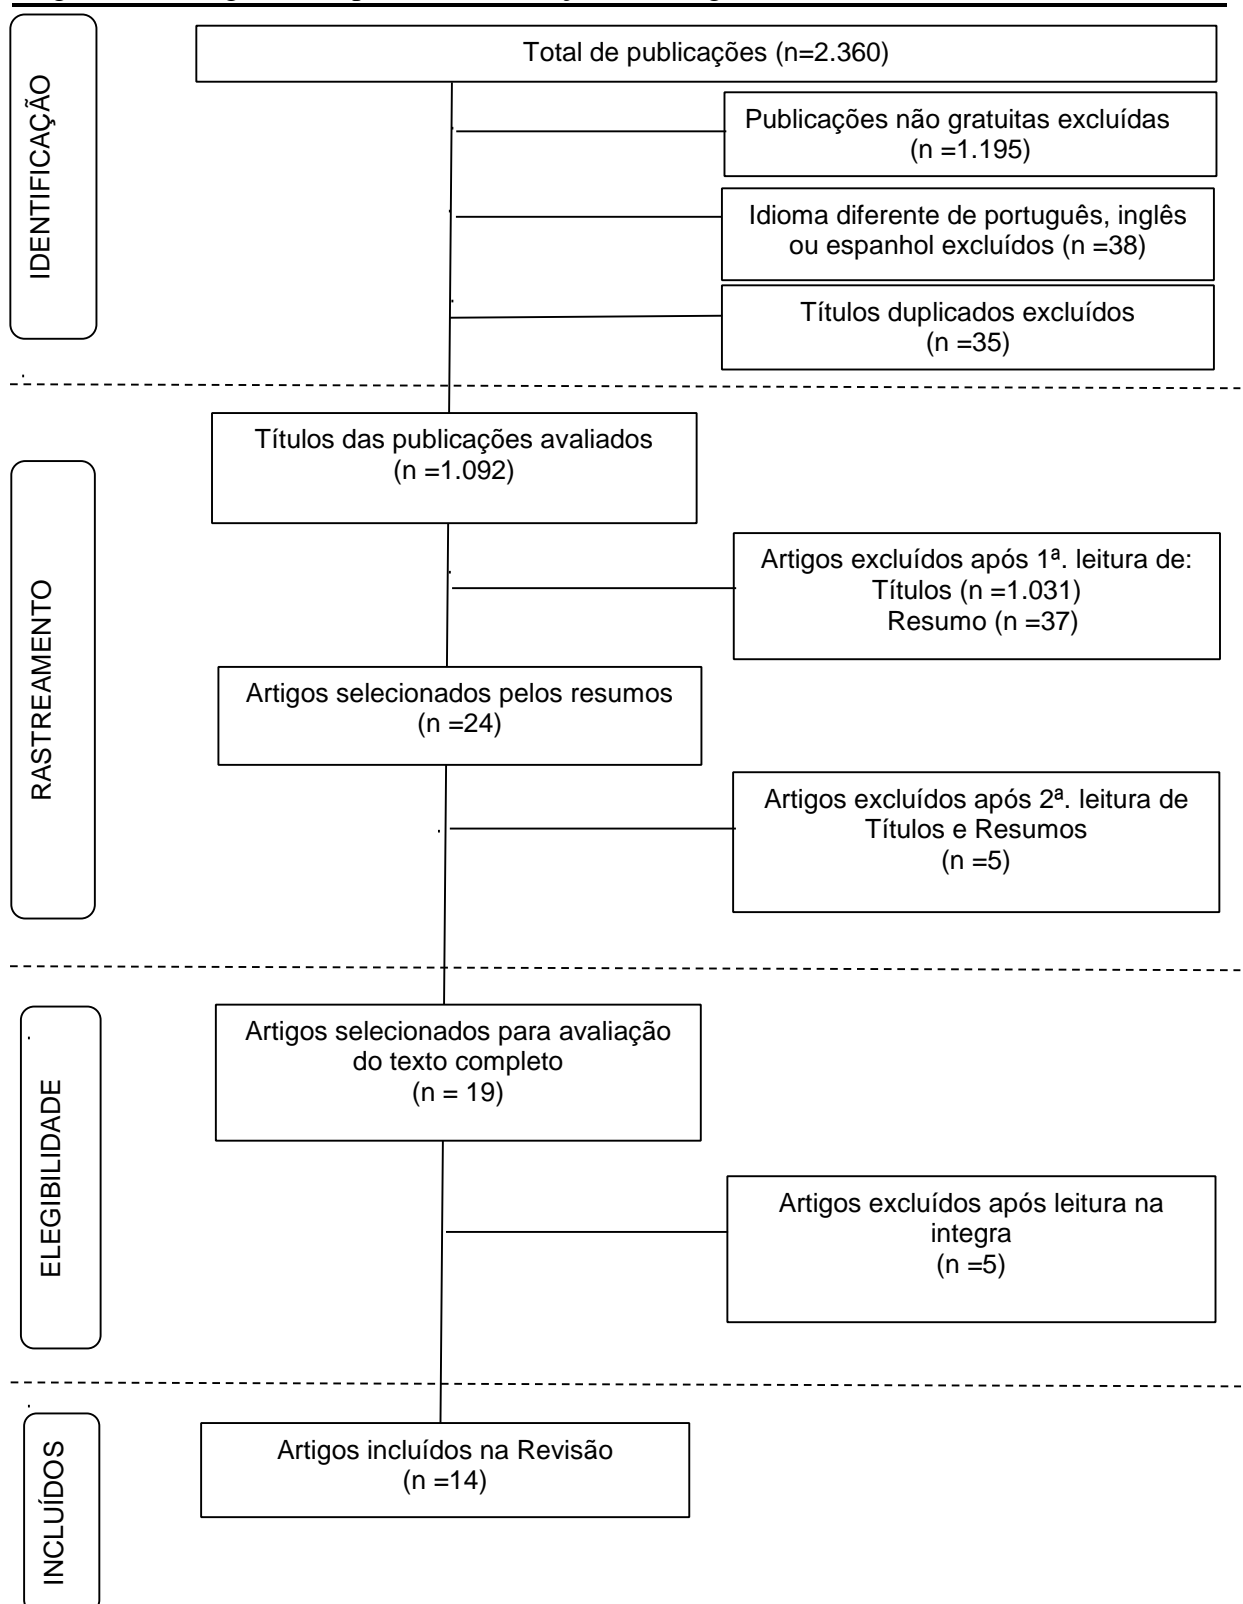 IDENTIFICAÇÃO
Total de publicações (n=2.360)
Publicações não gratuitas excluídas
(n =1.195)
Idioma diferente de português, inglês
ou espanhol excluídos (n =38)
Títulos duplicados excluídos
(n =35)
RASTREAMENTO
Títulos das publicações avaliados
(n =1.092)
Artigos excluídos após 1ª. leitura de:
Títulos (n =1.031)
Resumo (n =37)
Artigos selecionados pelos resumos
(n =24)
Artigos excluídos após 2ª. leitura de
Títulos e Resumos
(n =5)
ELEGIBILIDADE
Artigos selecionados para avaliação
do texto completo
(n = 19)
Artigos excluídos após leitura na
integra
(n =5)
INCLUÍDOS
Artigos incluídos na Revisão
(n =14)